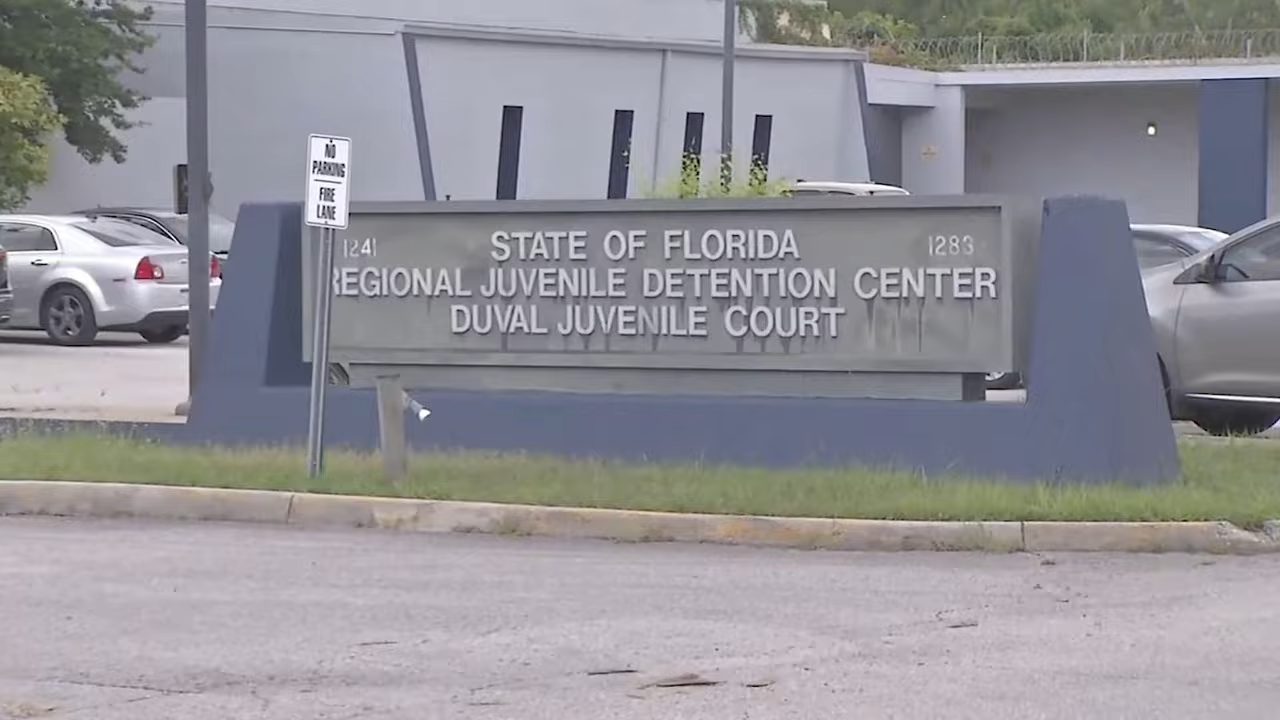 NO
PARKING
FIRE
LANE
1241
STATE OF FLORIDA
1283
REGIONAL JUVENILE DETENTION CENTER
DUVAL JUVENILE COURT